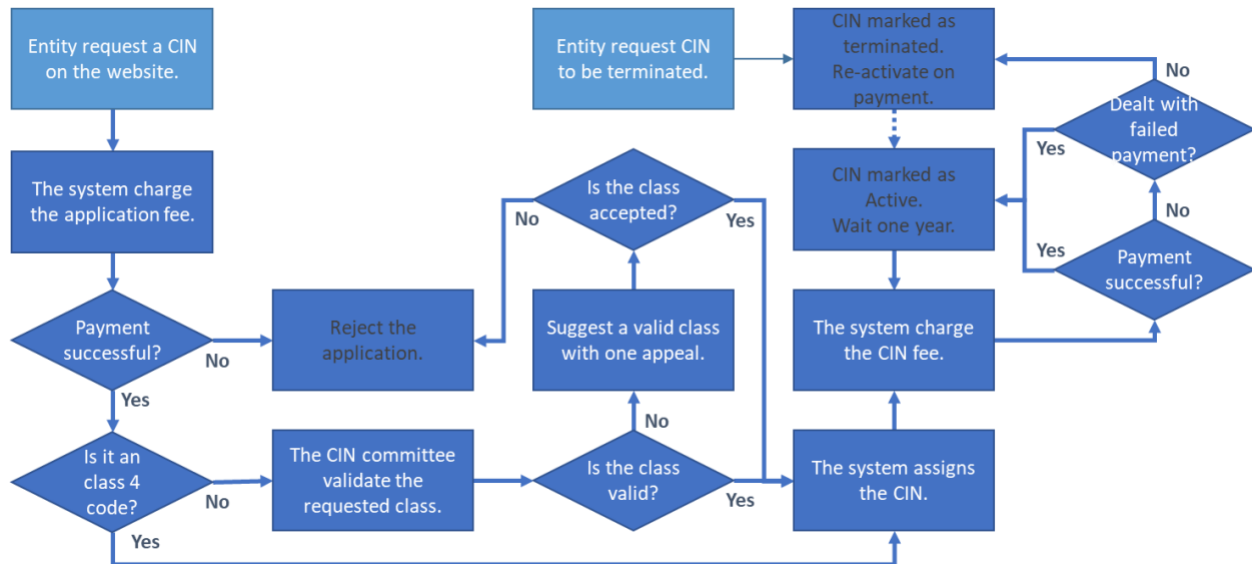 Entity request a CIN
on the website.
Entity request CIN
to be terminated.
CIN marked as
terminated.
Re-activate on
payment.
No
Dealt with
failed
payment?
Yes
The system charge
the application fee.
Is the class
accepted?
No
Yes
CIN marked as
Active.
Wait one year.
No
Yes
Payment
successful?
Payment
successful?
No
Yes
Reject the
application.
Suggest a valid class
with one appeal.
The system charge
the CIN fee.
No
Is it an
class 4
code?
No
Yes
The CIN committee
validate the
requested class.
Is the class
valid?
Yes
The system assigns
the CIN.